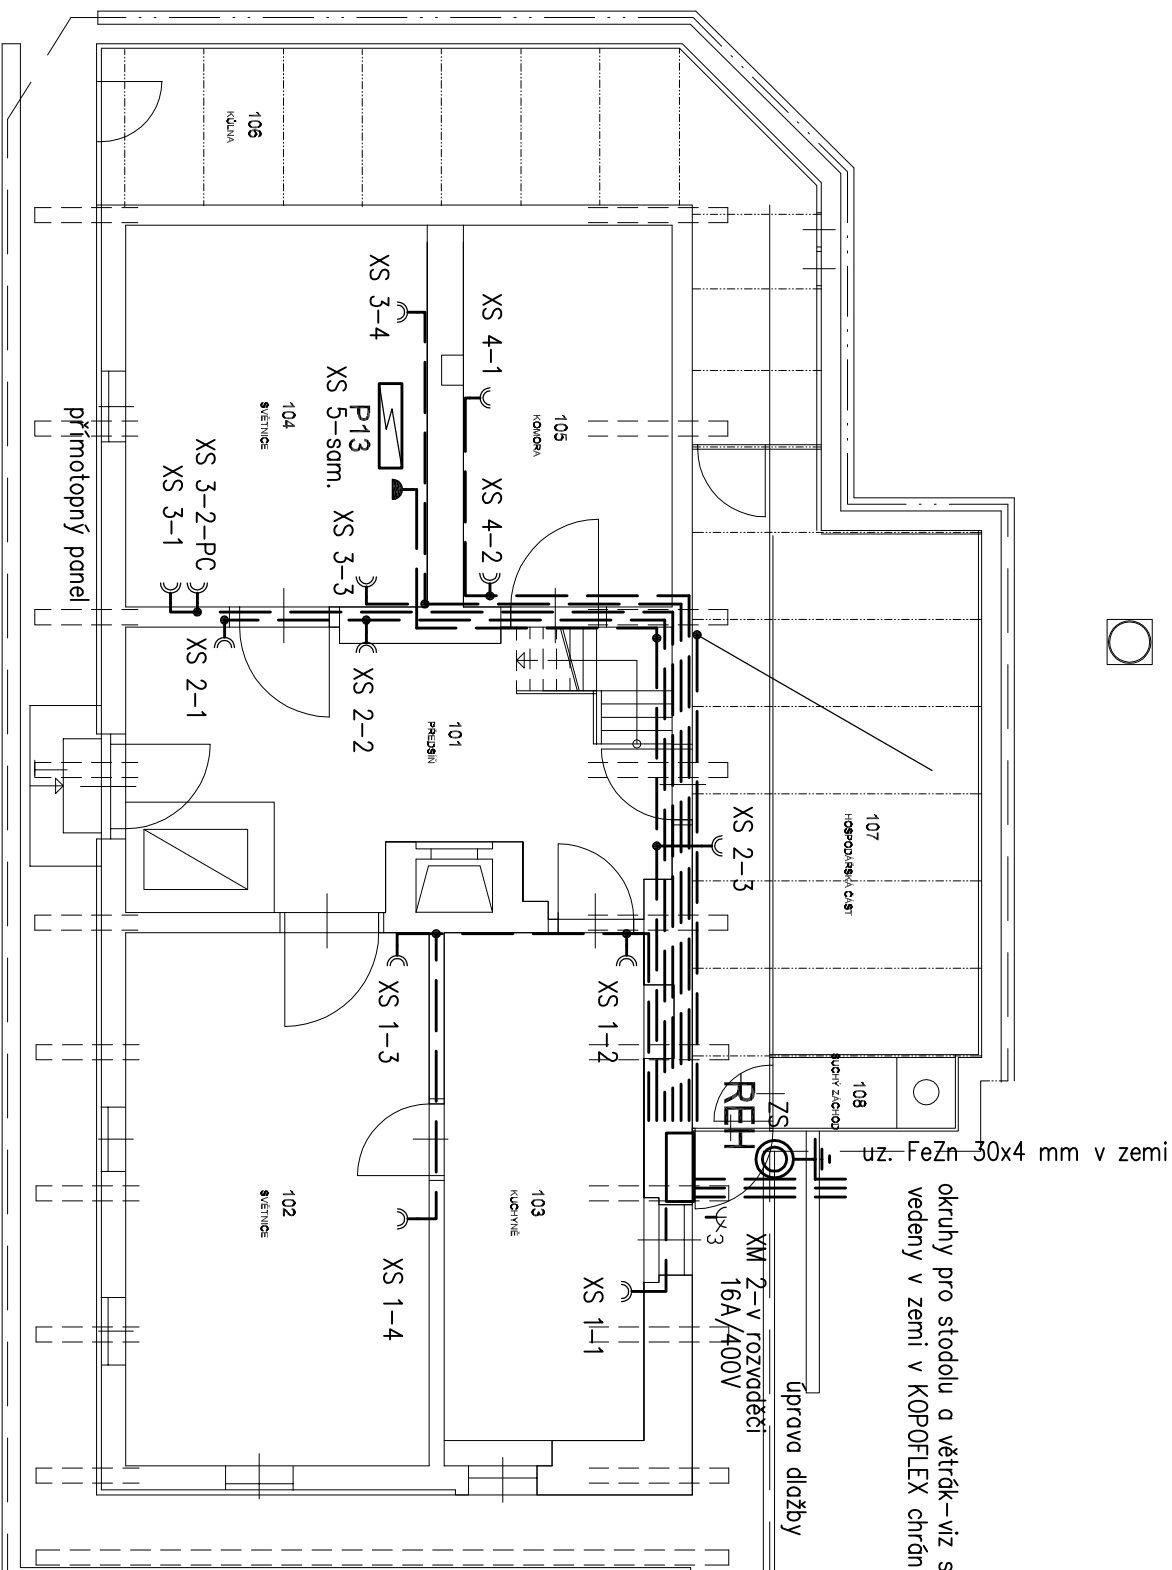 106
KŮLNA
XS 3-4
XS 4-1
P13
XS 5-sam.
104
SVĚTNICE
105
KOMORA
přímotopný panel
XS 3-2-PC
XS 3-1
XS 3-3
XS 4-2
XS 2-1
XS 2-2
101
PŘEDSÍŇ
XS 2-3
107
HOSPODÁŘSKÁ ČÁST
XS 1-3
XS 1-2
108
SUCHÝ ZÁCHOD
REH
ZS
uz. FeZn 30x4 mm v zemi
okruhy pro stodolu a větrák-viz s
vedeny v zemi v KOPOFLEX chrán
102
SVĚTNICE
103
KUCHYNĚ
3
XM 2-v rozvaděči
16A/400V
XS 1-4
XS 1-1
úprava dlažby